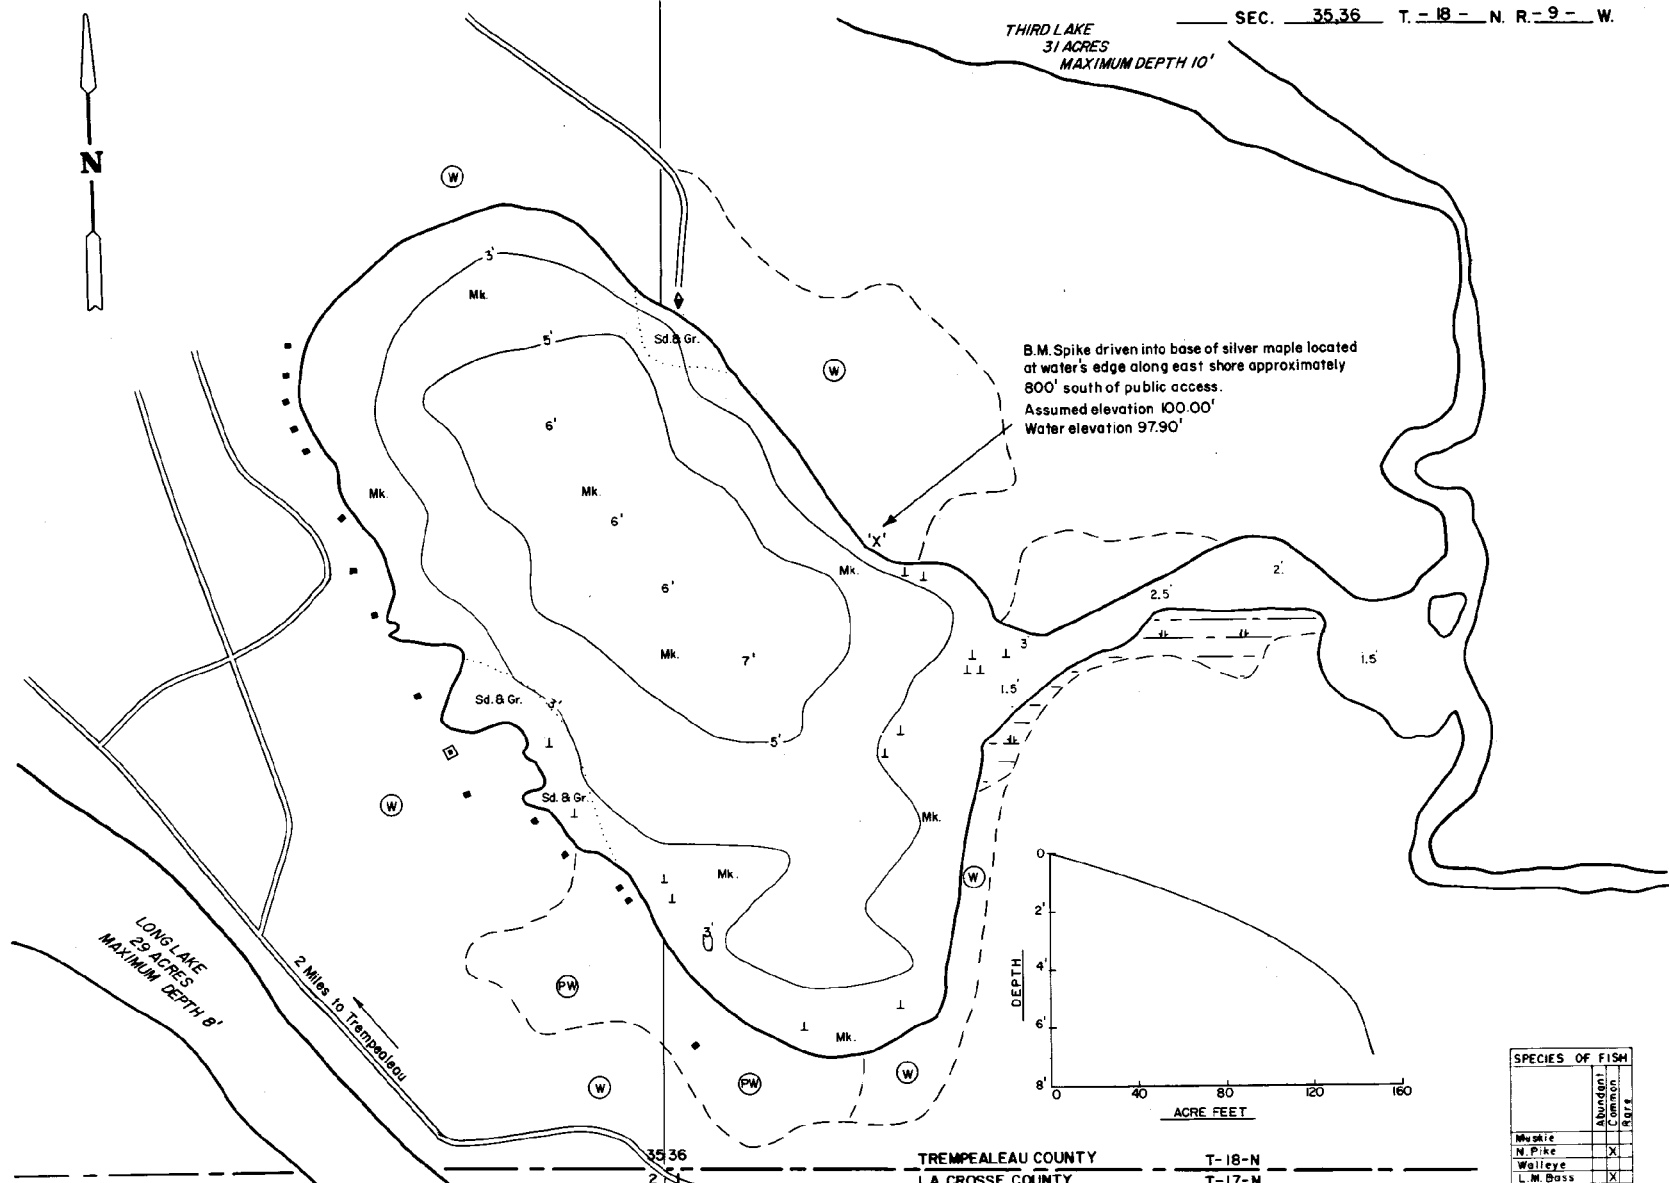 SEC. 35,36 T. - 18 - N. R. - 9 - W.
THIRD LAKE
31 ACRES
MAXIMUM DEPTH 10'
N
W
3'
Mk.
5'
Sd. & Gr.
W
B.M. Spike driven into base of silver maple located
at water's edge along east shore approximately
800' south of public access.
Assumed elevation 100.00'
Water elevation 97.90'
6'
Mk.
Mk.
6'
'X'
Mk.
6'
2'
2.5'
3'
Mk.
7'
1.5'
1.5'
Sd. & Gr.
3'
5'
Sd. & Gr.
W
Mk.
Mk.
W
3'
PW
Mk.
W
PW
W
LONG LAKE
29 ACRES
MAXIMUM DEPTH 8'
2 Miles to Trempealeau
0
2'
4'
6'
8'
DEPTH
0 40 80 120 160
ACRE FEET
SPECIES OF FISH
Abundant
Common
Rare
Muskie
N. Pike X
Walleye
L.M. Bass X
35 36
2 1
TREMPEALEAU COUNTY T-18-N
LA CROSSE COUNTY T-17-N